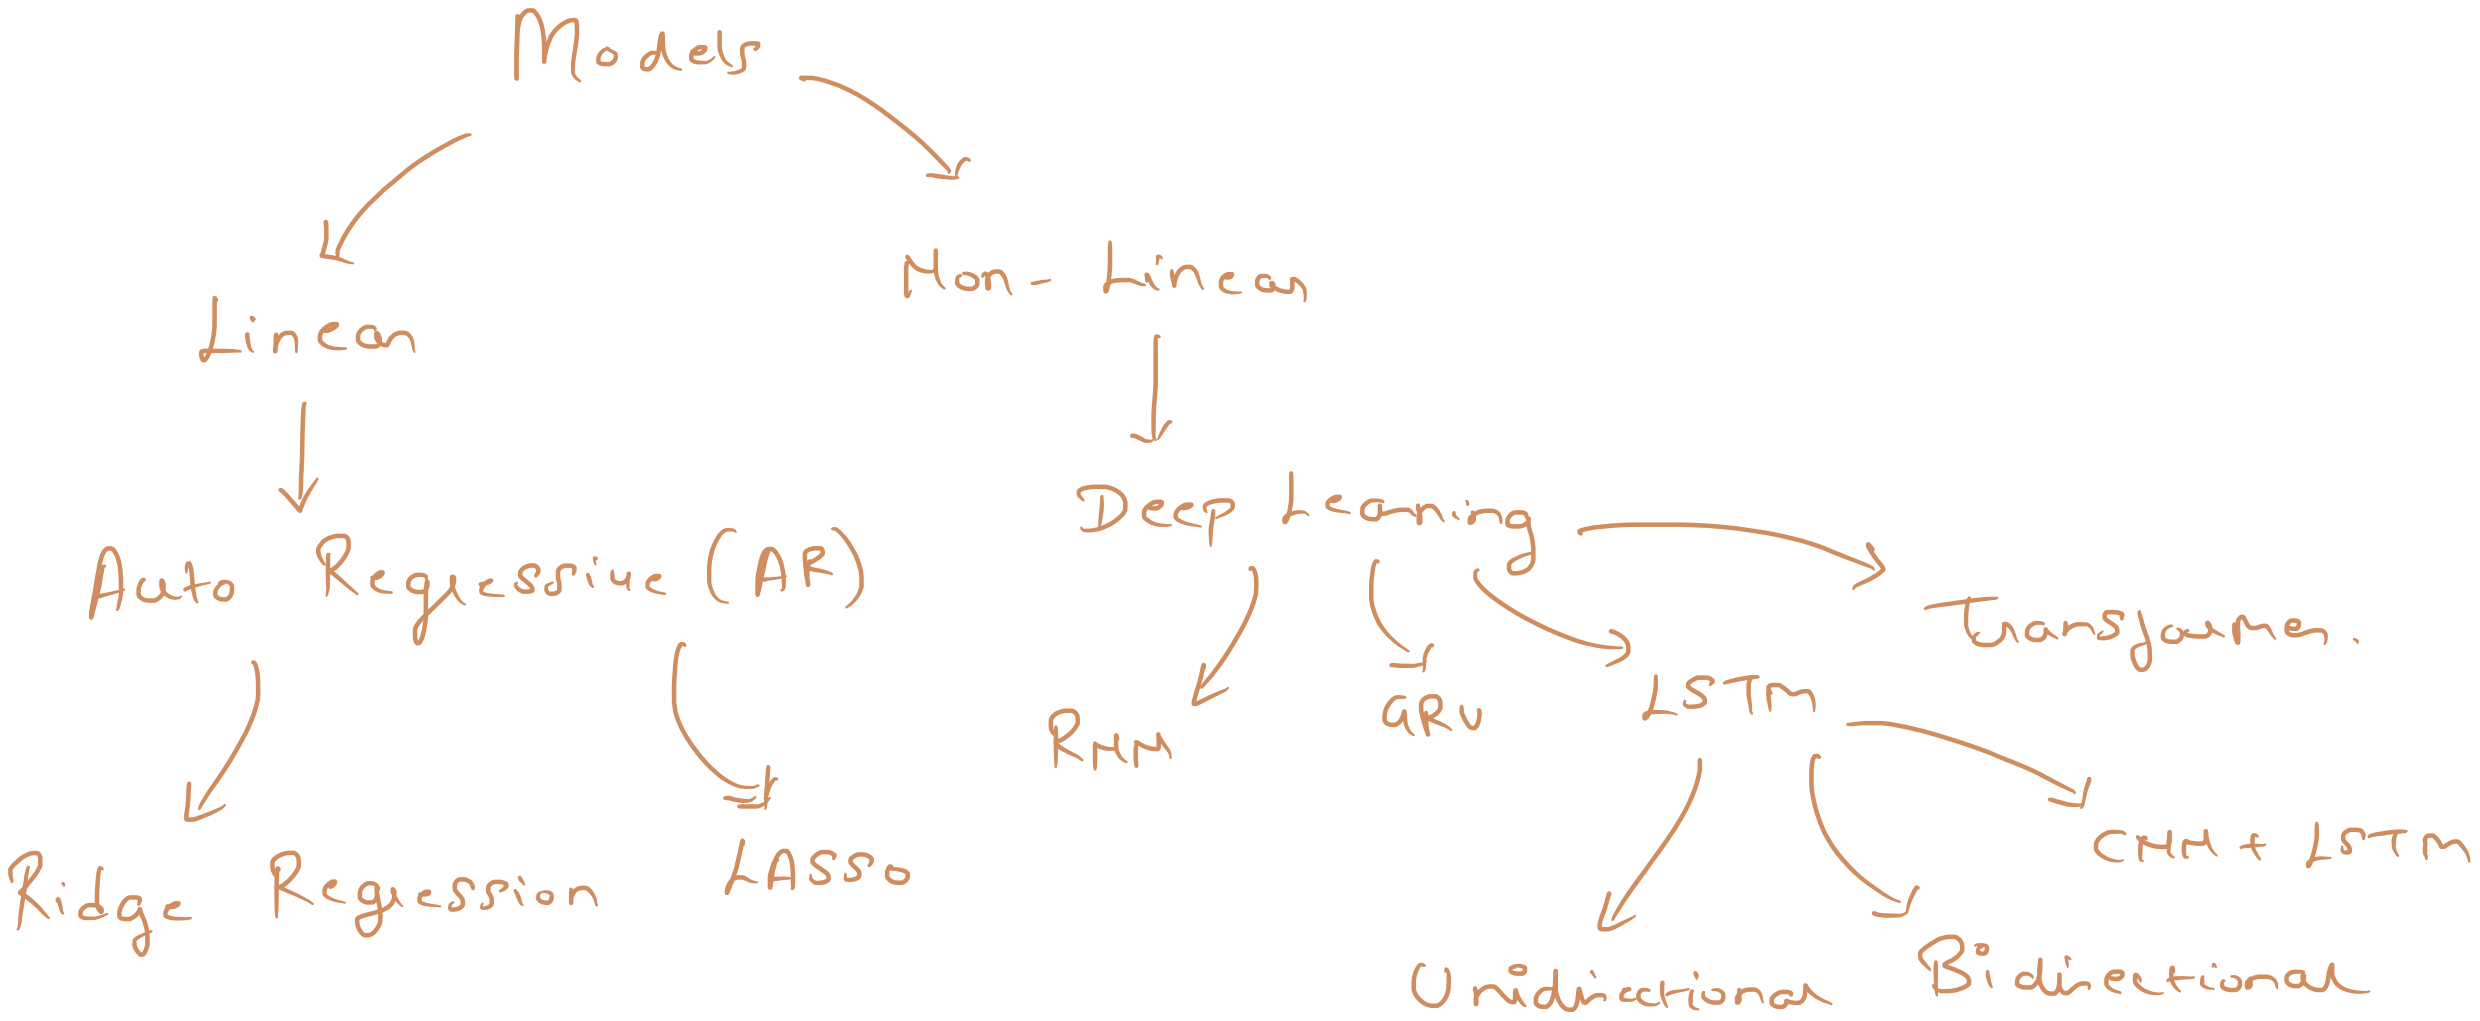 Models
Linear
Non-Linear
Auto Regressive (AR)
Deep Learning
Ridge Regression
LASSO
RNN
GRU
LSTM
Transformer.
Unidirectional
Bidirectional
CNN + LSTM